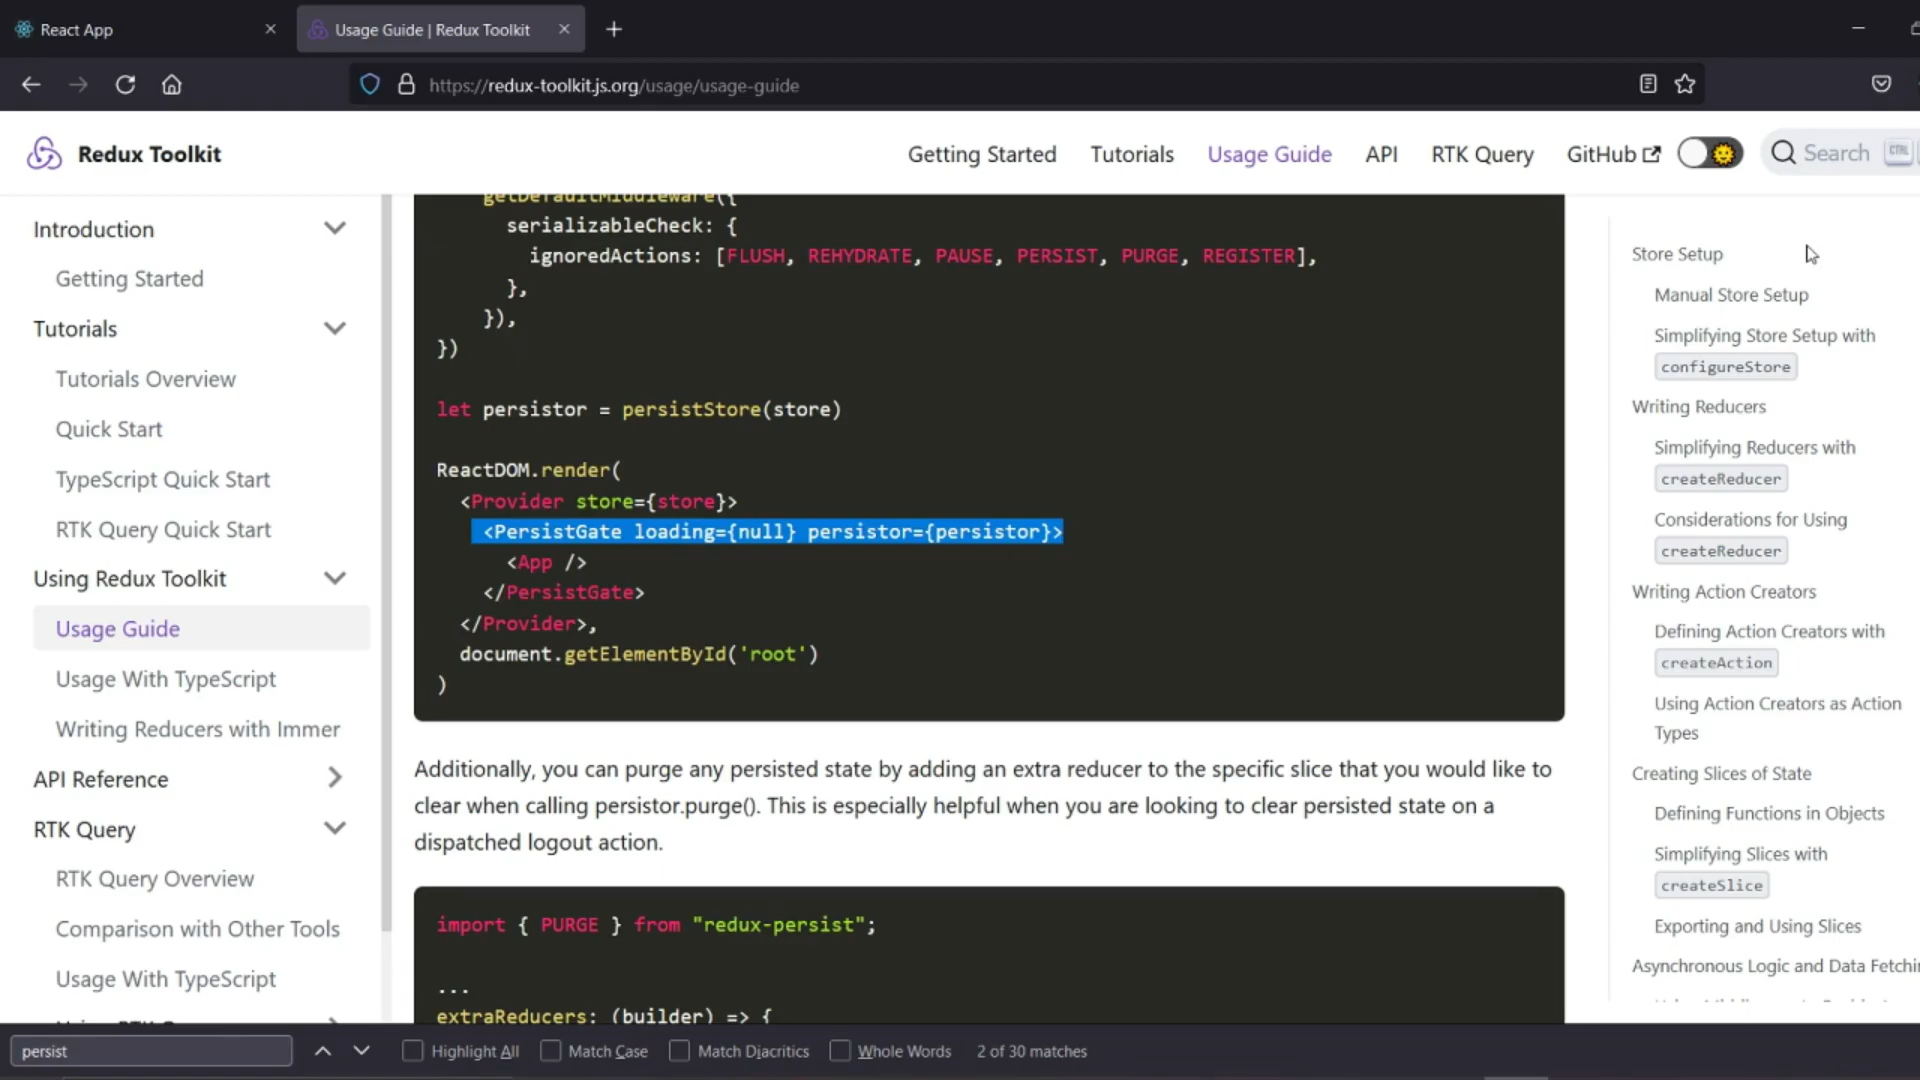 React App
Usage Guide | Redux Toolkit
https://redux-toolkit.js.org/usage/usage-guide
Redux Toolkit
Getting Started
Tutorials
Usage Guide
API
RTK Query
GitHub
Search
CTRL
Introduction
Getting Started
Tutorials
Tutorials Overview
Quick Start
TypeScript Quick Start
RTK Query Quick Start
Using Redux Toolkit
Usage Guide
Usage With TypeScript
Writing Reducers with Immer
API Reference
RTK Query
RTK Query Overview
Comparison with Other Tools
Usage With TypeScript
getDefaultMiddleware({
serializableCheck: {
ignoredActions: [FLUSH, REHYDRATE, PAUSE, PERSIST, PURGE, REGISTER],
},
}),
})
let persistor = persistStore(store)
ReactDOM.render(
<Provider store={store}>
<PersistGate loading={null} persistor={persistor}>
<App />
</PersistGate>
</Provider>,
document.getElementById('root')
)
Additionally, you can purge any persisted state by adding an extra reducer to the specific slice that you would like to
clear when calling persistor.purge(). This is especially helpful when you are looking to clear persisted state on a
dispatched logout action.
import { PURGE } from "redux-persist";
...
extraReducers: (builder) => {
Store Setup
Manual Store Setup
Simplifying Store Setup with
configureStore
Writing Reducers
Simplifying Reducers with
createReducer
Considerations for Using
createReducer
Writing Action Creators
Defining Action Creators with
createAction
Using Action Creators as Action
Types
Creating Slices of State
Defining Functions in Objects
Simplifying Slices with
createSlice
Exporting and Using Slices
Asynchronous Logic and Data Fetchi
persist
Highlight All
Match Case
Match Diacritics
Whole Words
2 of 30 matches